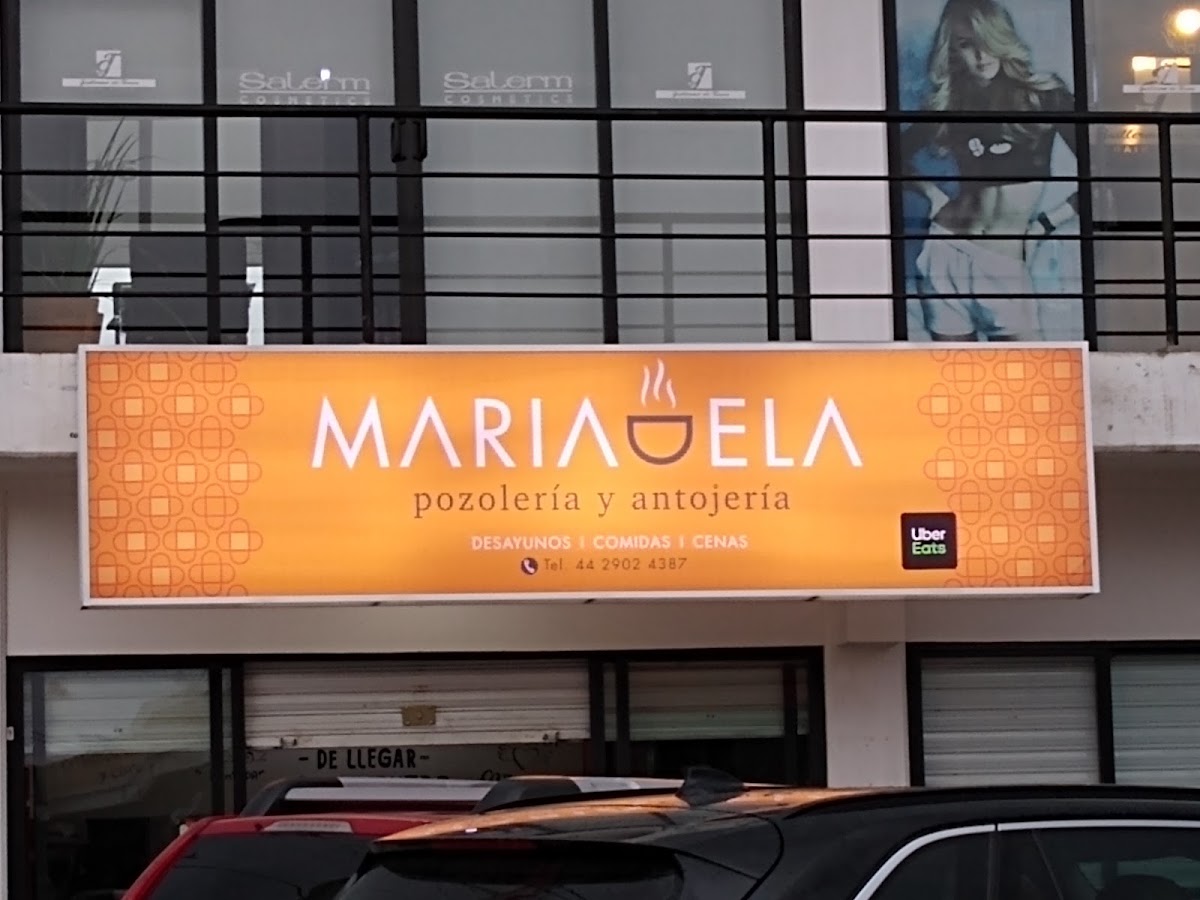 Salerm
COSMETICS
Salerm
COSMETICS
MARIADELA
pozolería y antojería
DESAYUNOS | COMIDAS | CENAS
Tel. 44 2902 4387
Uber
Eats
- DE LLEGAR -